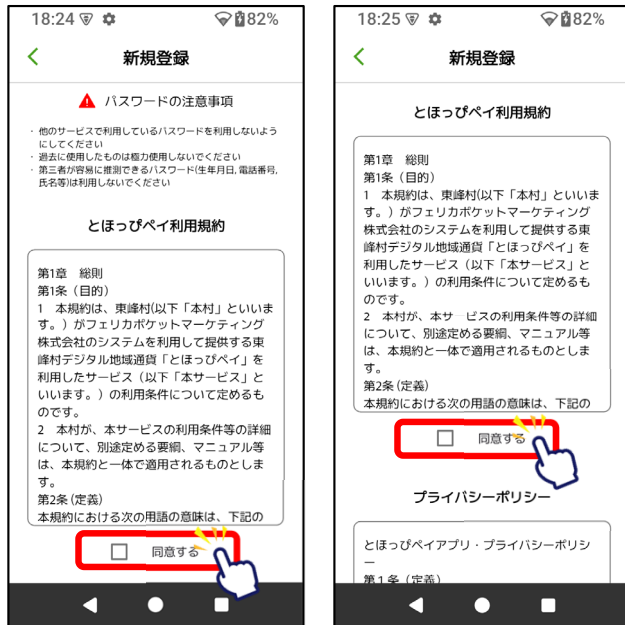 18:24 82%
新規登録
パスワードの注意事項
・他のサービスで利用しているパスワードを利用しないよう
にしてください
・過去に使用したものは極力使用しないでください
・第三者が容易に推測できるパスワード(生年月日, 電話番号,
氏名等)は利用しないでください
とほっぴペイ利用規約
第1章　総則
第1条（目的）
1　本規約は、東峰村(以下「本村」といいま
す。）がフェリカポケットマーケティング
株式会社のシステムを利用して提供する東
峰村デジタル地域通貨「とほっぴペイ」を
利用したサービス（以下「本サービス」と
いいます。）の利用条件について定めるも
のです。
2　本村が、本サービスの利用条件等の詳細
について、別途定める要綱、マニュアル等
は、本規約と一体で適用されるものとしま
す。
第2条(定義)
本規約における次の用語の意味は、下記の
同意する
18:25 82%
新規登録
とほっぴペイ利用規約
第1章　総則
第1条（目的）
1　本規約は、東峰村(以下「本村」といいま
す。）がフェリカポケットマーケティング
株式会社のシステムを利用して提供する東
峰村デジタル地域通貨「とほっぴペイ」を
利用したサービス（以下「本サービス」と
いいます。）の利用条件について定めるも
のです。
2　本村が、本サービスの利用条件等の詳細
について、別途定める要綱、マニュアル等
は、本規約と一体で適用されるものとしま
す。
第2条(定義)
本規約における次の用語の意味は、下記の
同意する
プライバシーポリシー
とほっぴペイアプリ・プライバシーポリシ
ー
第１条（定義）